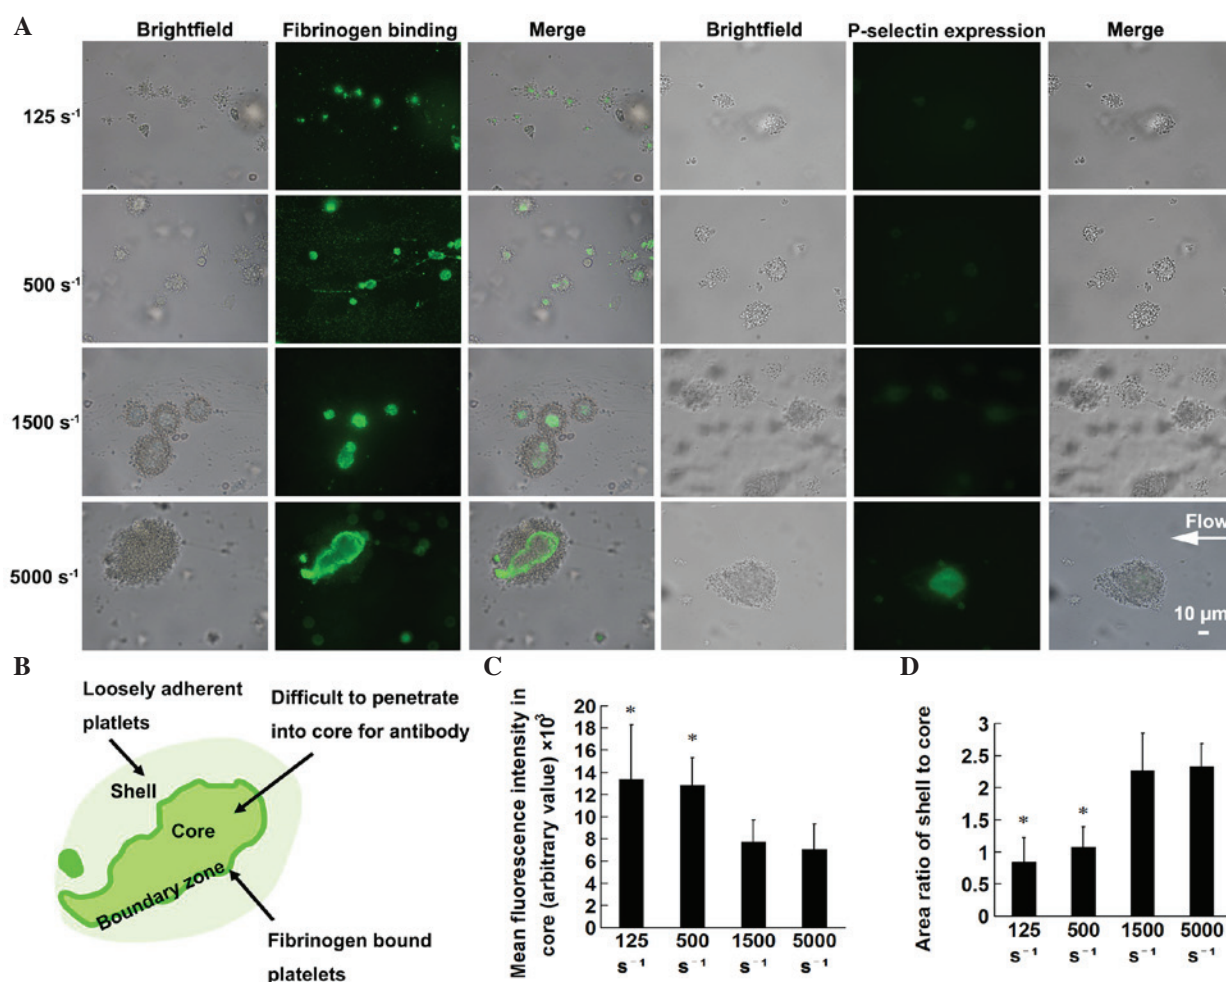 A
Brightfield Fibrinogen binding Merge Brightfield P-selectin expression Merge
125 s⁻¹
500 s⁻¹
1500 s⁻¹
5000 s⁻¹
Flow
10 µm
B
Loosely adherent
platlets
Difficult to penetrate
into core for antibody
Shell
Core
Boundary zone
Fibrinogen bound
platelets
C
Mean fluorescence intensity in
core (arbitrary value) ×10³
20
18
16
14
12
10
8
6
4
2
0
* *
125 500 1500 5000
s⁻¹ s⁻¹ s⁻¹ s⁻¹
D
Area ratio of shell to core
3
2.5
2
1.5
1
0.5
0
* *
125 500 1500 5000
s⁻¹ s⁻¹ s⁻¹ s⁻¹